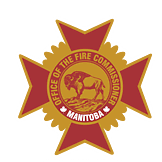 OFFICE OF THE FIRE COMMISSIONER
MANITOBA